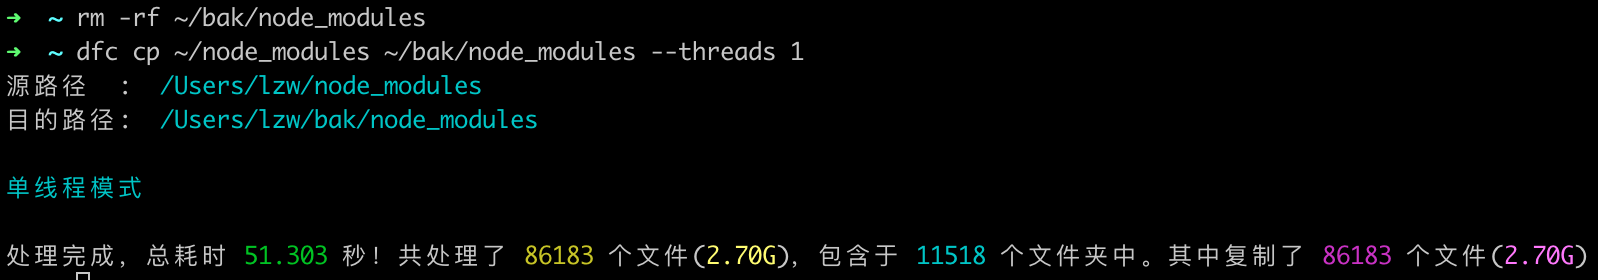 ➜  ~ rm -rf ~/bak/node_modules
➜  ~ dfc cp ~/node_modules ~/bak/node_modules --threads 1
源路径  :  /Users/lzw/node_modules
目的路径:  /Users/lzw/bak/node_modules
单线程模式
处理完成, 总耗时 51.303 秒! 共处理了 86183 个文件(2.70G), 包含于 11518 个文件夹中。其中复制了 86183 个文件(2.70G)